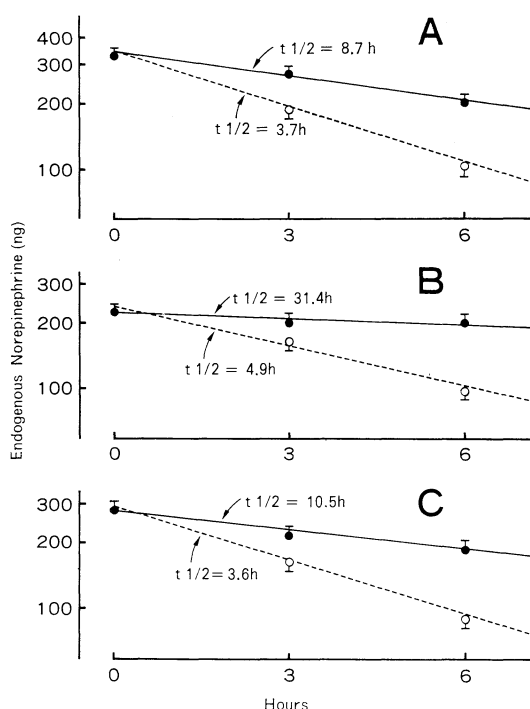 Endogenous Norepinephrine (ng)
A
400
300
200
100
t 1/2 = 8.7 h
t 1/2 = 3.7h
0 3 6
B
300
200
100
t 1/2 = 31.4h
t 1/2 = 4.9h
0 3 6
C
300
200
100
t 1/2 = 10.5h
t 1/2=3.6h
0 3 6
Hours